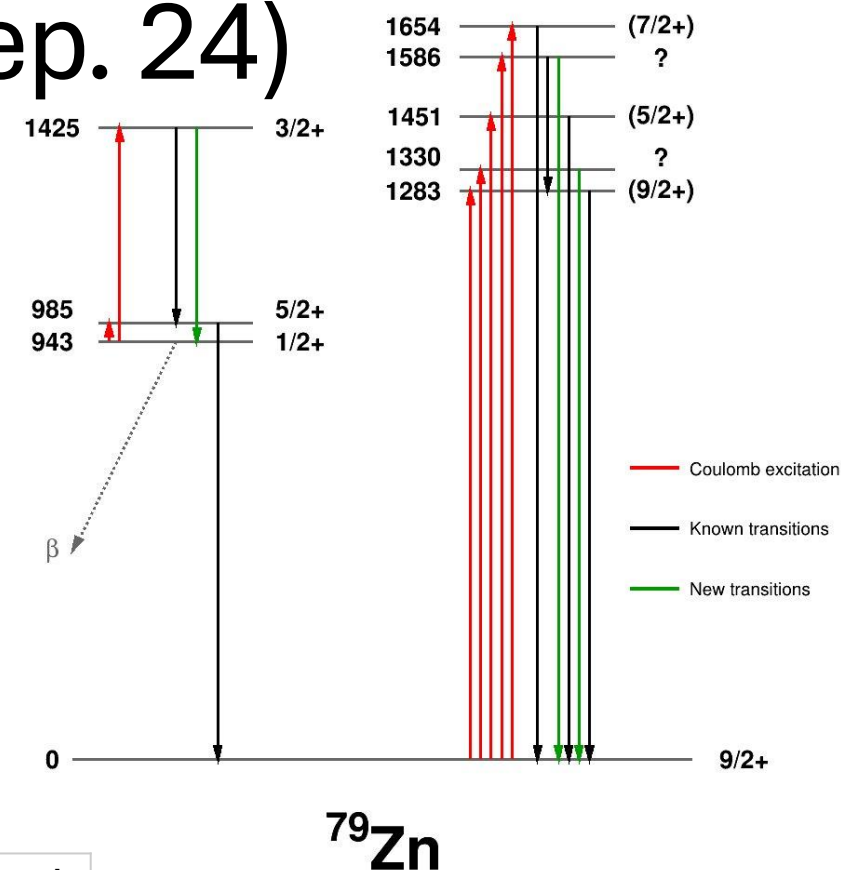 ep. 24)
1654 (7/2+)
1586 ?
1425 3/2+
1451 (5/2+)
1330 ?
1283 (9/2+)
985 5/2+
943 1/2+
Coulomb excitation
β
Known transitions
New transitions
0 9/2+
79Zn